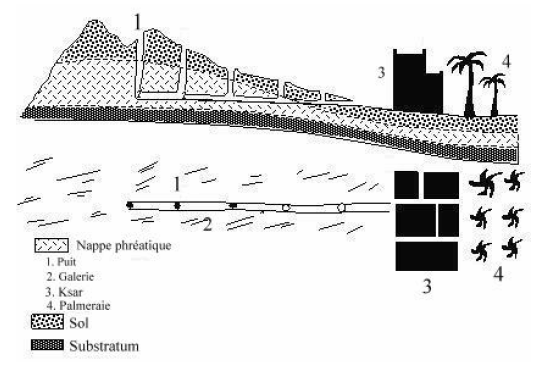 1
3
4
1
2
3
4
Nappe phréatique
1. Puit
2. Galerie
3. Ksar
4. Palmeraie
Sol
Substratum